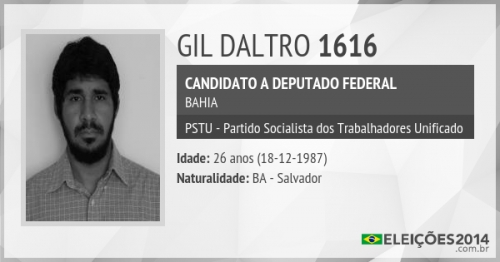 GIL DALTRO 1616
CANDIDATO A DEPUTADO FEDERAL
BAHIA
PSTU - Partido Socialista dos Trabalhadores Unificado
Idade: 26 anos (18-12-1987)
Naturalidade: BA - Salvador
ELEIÇÕES2014
.com.br